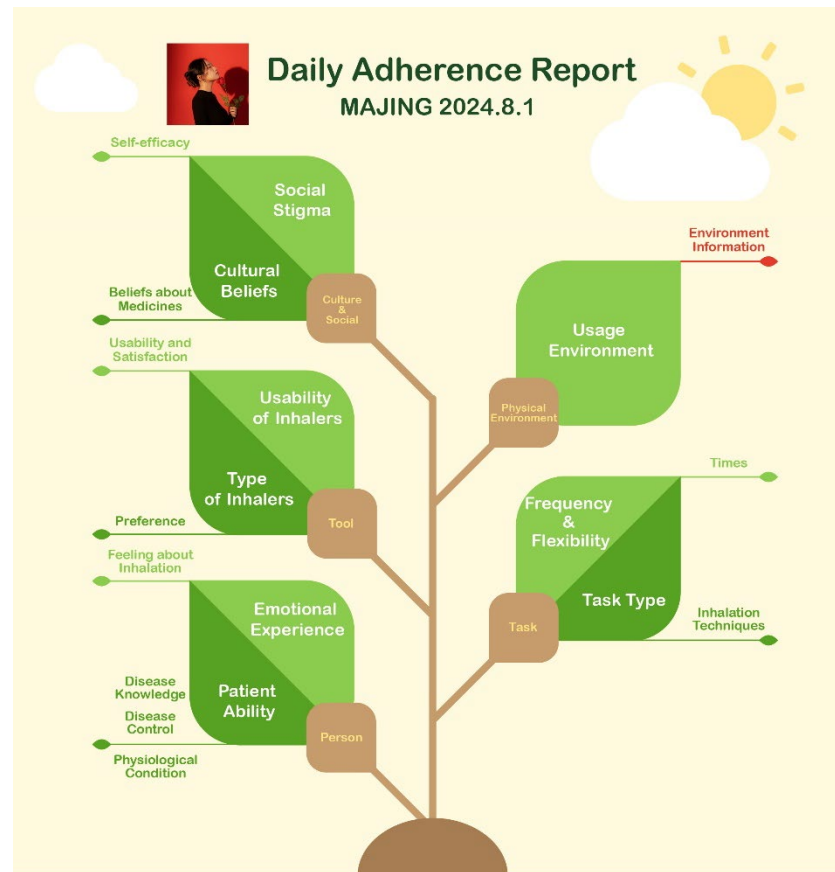 Daily Adherence Report
MAJING 2024.8.1
Self-efficacy
Social
Stigma
Cultural
Beliefs
Beliefs about
Medicines
Culture
&
Social
Environment
Information
Usage
Environment
Physical
Environment
Usability and
Satisfaction
Usability
of Inhalers
Type
of Inhalers
Preference
Tool
Times
Frequency
&
Flexibility
Task Type
Inhalation
Techniques
Task
Feeling about
Inhalation
Emotional
Experience
Patient
Ability
Disease
Knowledge
Disease
Control
Physiological
Condition
Person